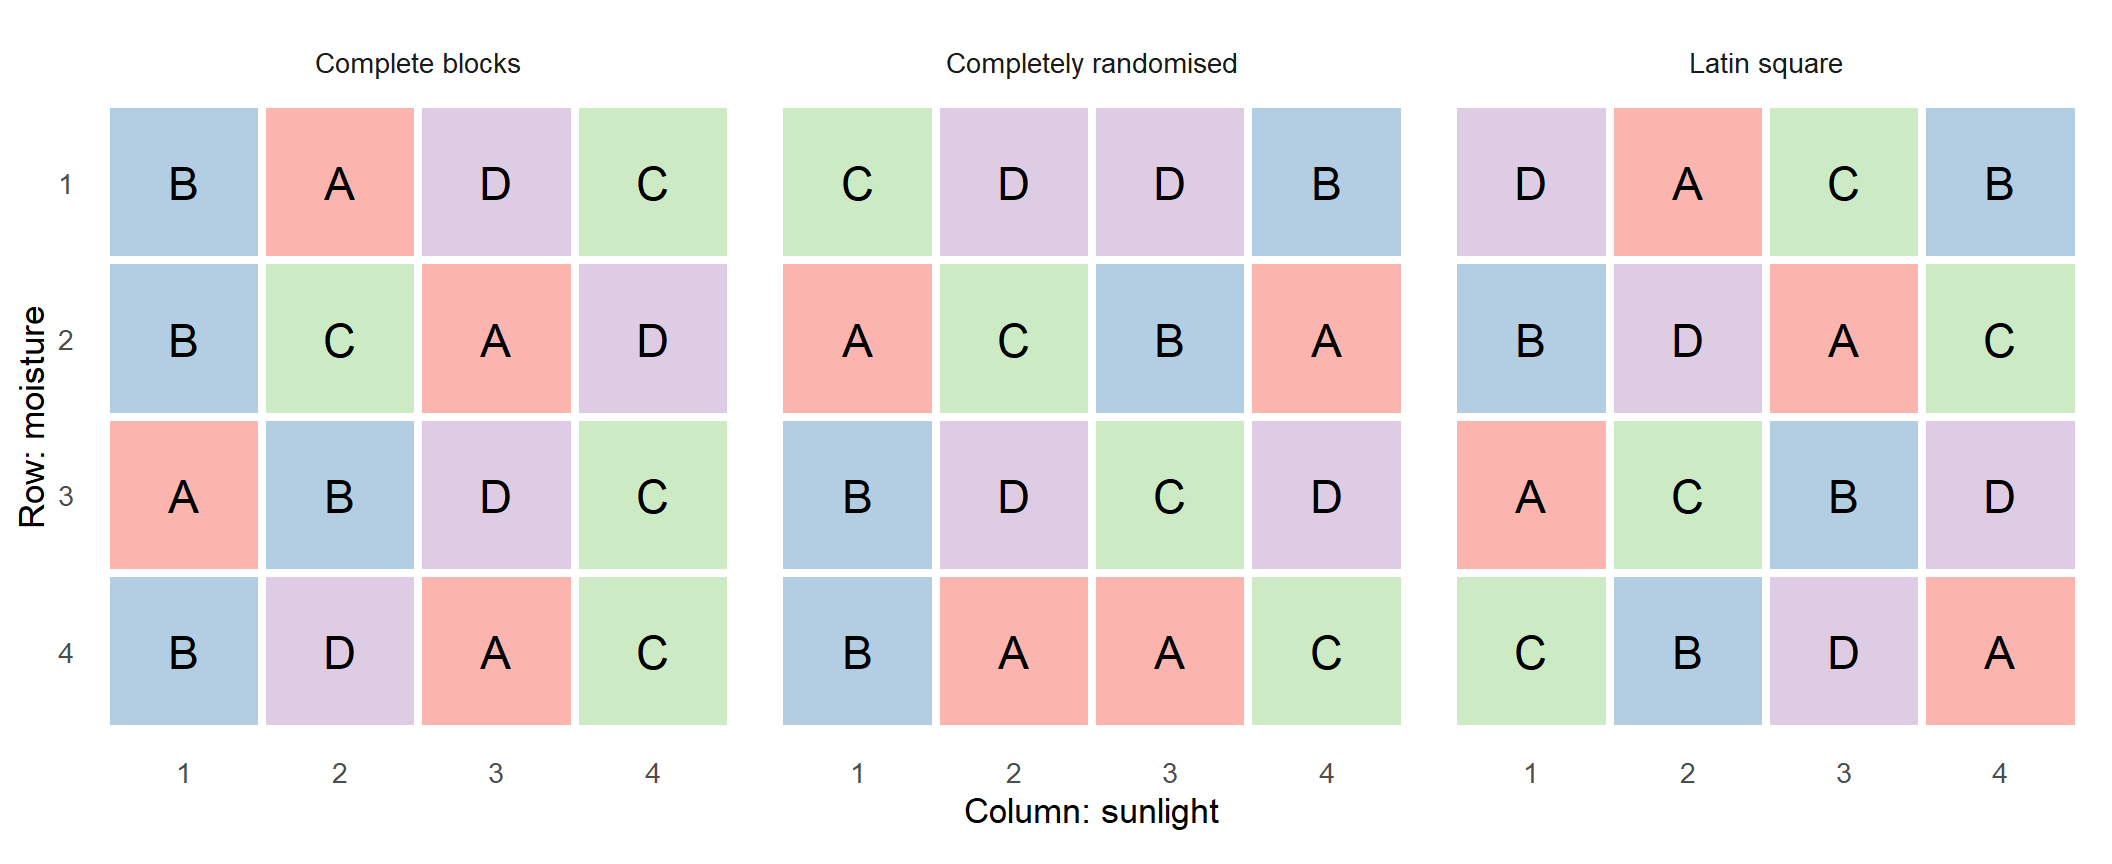 Complete blocks Completely randomised Latin square
1 B A D C C D D B D A C B
2 B C A D A C B A B D A C
3 A B D C B D C D A C B D
4 B D A C B A A C C B D A
1 2 3 4 1 2 3 4 1 2 3 4
Row: moisture
Column: sunlight